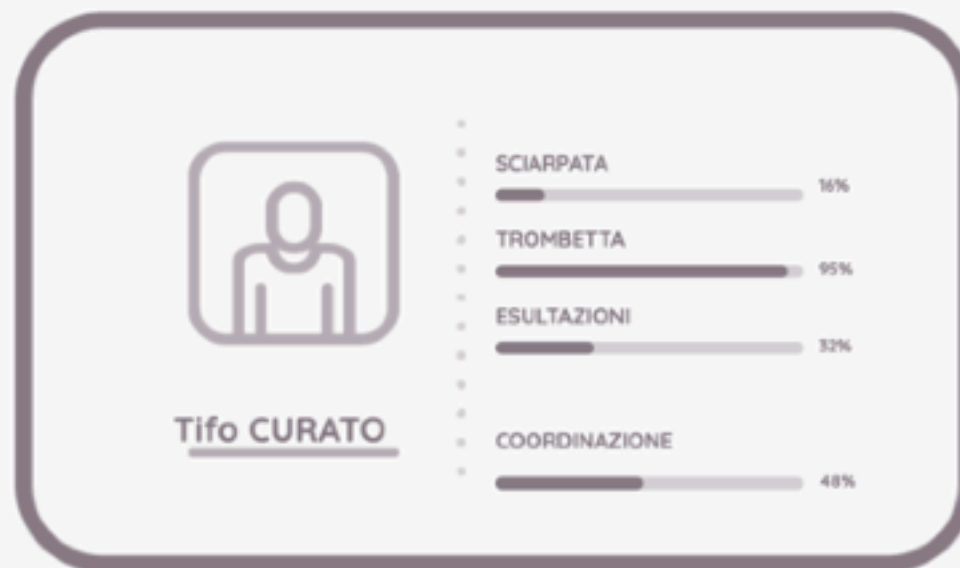 SCIARPATA
16%
TROMBETTA
95%
ESULTAZIONI
32%
Tifo CURATO
COORDINAZIONE
48%